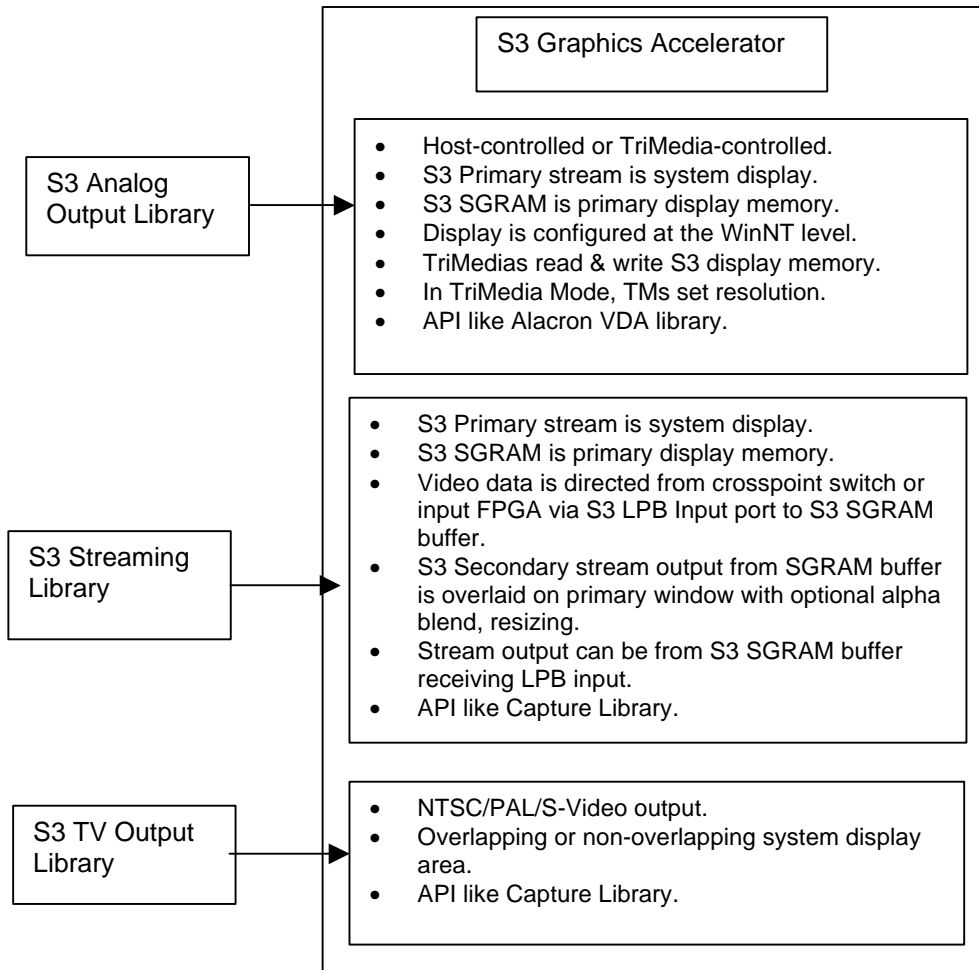 S3 Graphics Accelerator
S3 Analog
Output Library
• Host-controlled or TriMedia-controlled.
• S3 Primary stream is system display.
• S3 SGRAM is primary display memory.
• Display is configured at the WinNT level.
• TriMedias read & write S3 display memory.
• In TriMedia Mode, TMs set resolution.
• API like Alacron VDA library.
S3 Streaming
Library
• S3 Primary stream is system display.
• S3 SGRAM is primary display memory.
• Video data is directed from crosspoint switch or
input FPGA via S3 LPB Input port to S3 SGRAM
buffer.
• S3 Secondary stream output from SGRAM buffer
is overlaid on primary window with optional alpha
blend, resizing.
• Stream output can be from S3 SGRAM buffer
receiving LPB input.
• API like Capture Library.
S3 TV Output
Library
• NTSC/PAL/S-Video output.
• Overlapping or non-overlapping system display
area.
• API like Capture Library.